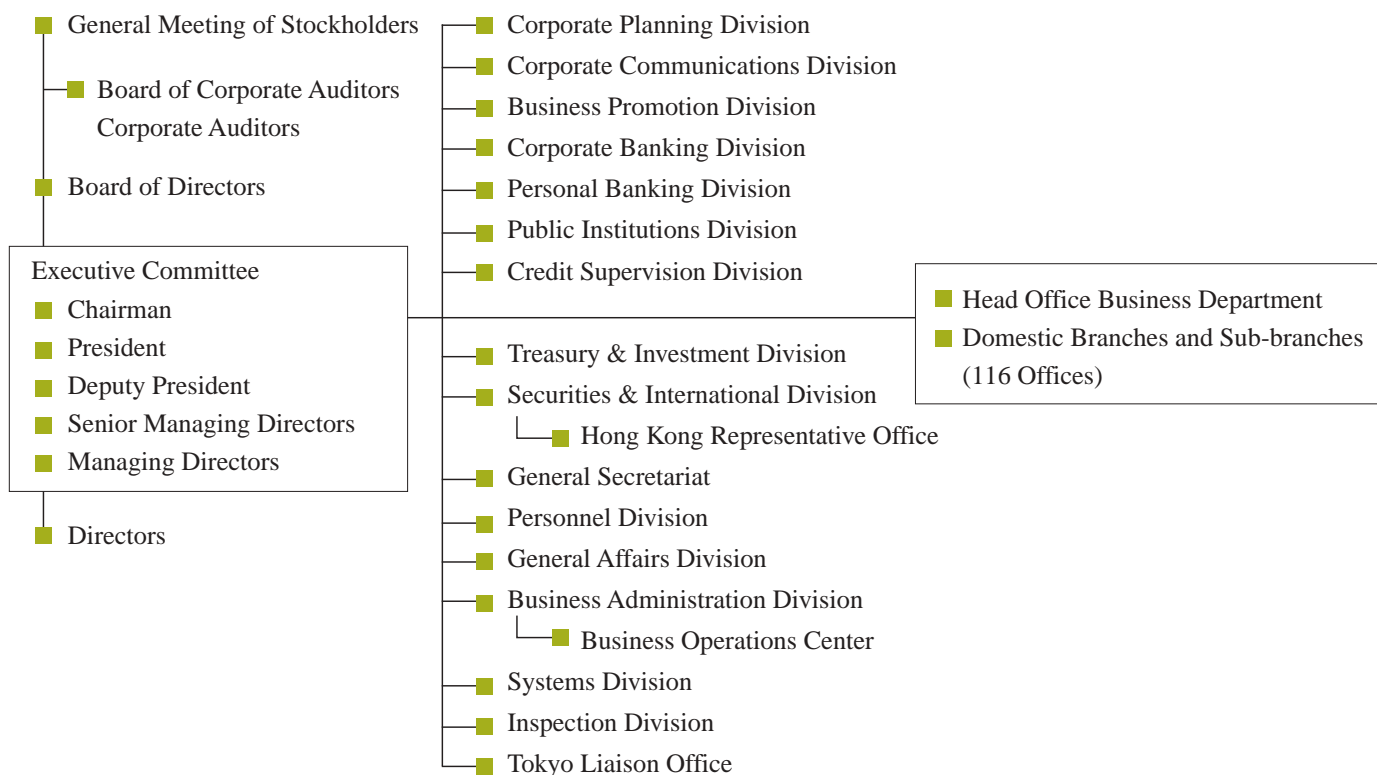 General Meeting of Stockholders
Board of Corporate Auditors
Corporate Auditors
Board of Directors
Executive Committee
Chairman
President
Deputy President
Senior Managing Directors
Managing Directors
Directors
Corporate Planning Division
Corporate Communications Division
Business Promotion Division
Corporate Banking Division
Personal Banking Division
Public Institutions Division
Credit Supervision Division
Treasury & Investment Division
Securities & International Division
Hong Kong Representative Office
General Secretariat
Personnel Division
General Affairs Division
Business Administration Division
Business Operations Center
Systems Division
Inspection Division
Tokyo Liaison Office
Head Office Business Department
Domestic Branches and Sub-branches
(116 Offices)